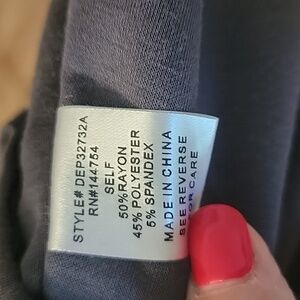 STYLE# DEP32732A
RN#144754
SELF
50%RAYON
45% POLYESTER
5% SPANDEX
MADE IN CHINA
SEE REVERSE
FOR CARE